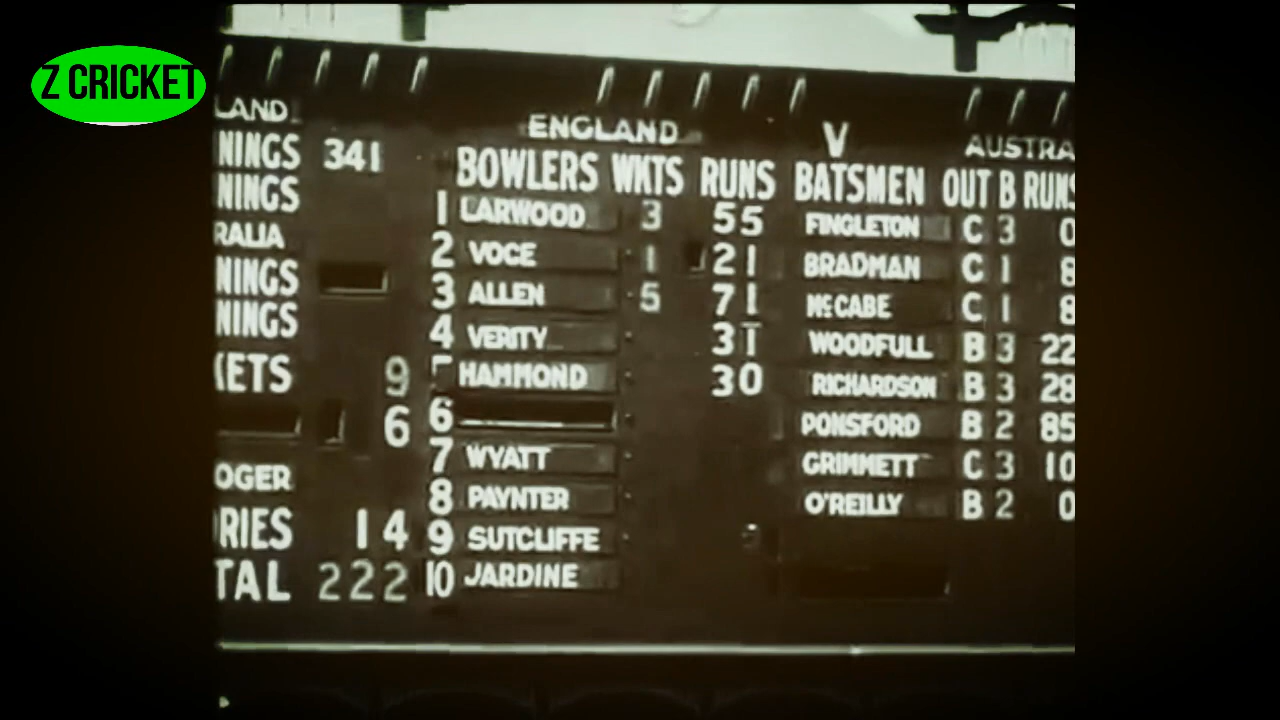 Z CRICKET
LAND
NINGS 341
NINGS
RALIA
NINGS
NINGS
KETS 9
6
OGER
RIES 14
TAL 222
ENGLAND V AUSTRA
BOWLERS WKTS RUNS
1 LARWOOD 3 55
2 VOCE 1 21
3 ALLEN 5 71
4 VERITY 31
HAMMOND 30
6
7 WYATT
8 PAYNTER
9 SUTCLIFFE
10 JARDINE
BATSMEN OUT B RUNS
FINGLETON C 3 0
BRADMAN C 1 8
McCABE C 1 8
WOODFULL B 3 22
RICHARDSON B 3 28
PONSFORD B 2 85
GRIMMETT C 3 10
O'REILLY B 2 0